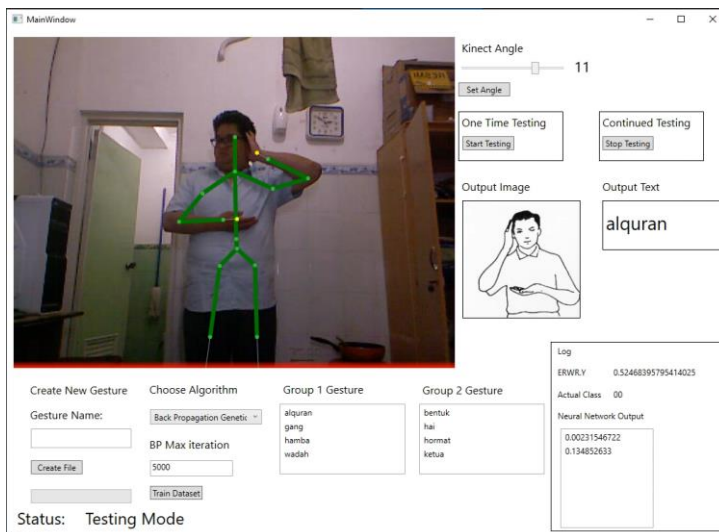 MainWindow
Kinect Angle
11
Set Angle
One Time Testing
Start Testing
Continued Testing
Stop Testing
Output Image
Output Text
alquran
Log
ERWR.Y 0.52468395795414025
Actual Class 00
Neural Network Output
0.00231546722
0.134852633
Create New Gesture
Gesture Name:
Create File
Choose Algorithm
Back Propagation Genetic
BP Max iteration
5000
Train Dataset
Group 1 Gesture
alquran
gang
hamba
wadah
Group 2 Gesture
bentuk
hai
hormat
ketua
Status: Testing Mode